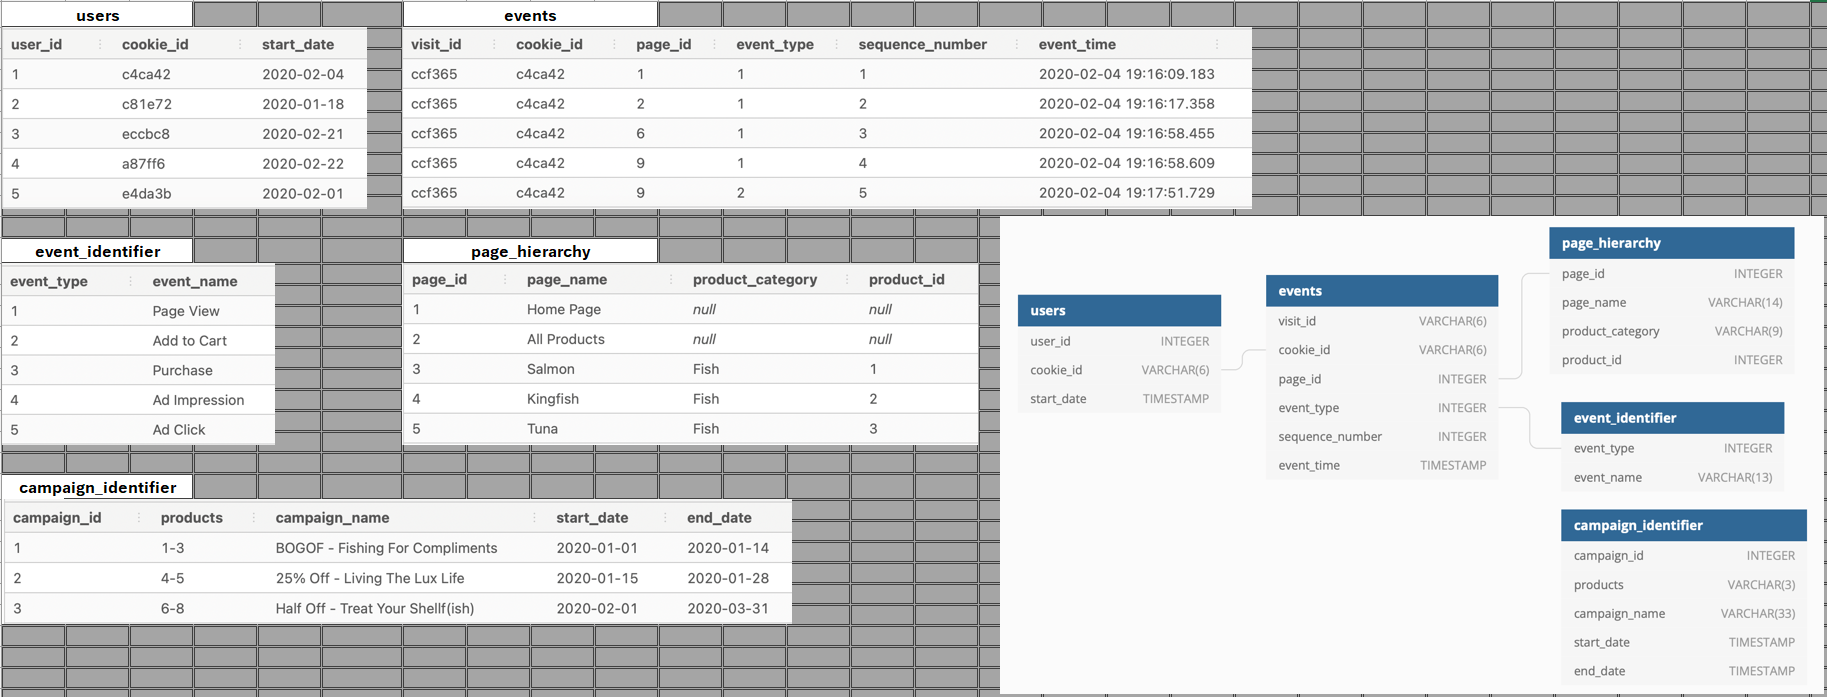 users
user_id cookie_id start_date
1 c4ca42 2020-02-04
2 c81e72 2020-01-18
3 eccbc8 2020-02-21
4 a87ff6 2020-02-22
5 e4da3b 2020-02-01
events
visit_id cookie_id page_id event_type sequence_number event_time
ccf365 c4ca42 1 1 1 2020-02-04 19:16:09.183
ccf365 c4ca42 2 1 2 2020-02-04 19:16:17.358
ccf365 c4ca42 6 1 3 2020-02-04 19:16:58.455
ccf365 c4ca42 9 1 4 2020-02-04 19:16:58.609
ccf365 c4ca42 9 2 5 2020-02-04 19:17:51.729
event_identifier
event_type event_name
1 Page View
2 Add to Cart
3 Purchase
4 Ad Impression
5 Ad Click
page_hierarchy
page_id page_name product_category product_id
1 Home Page null null
2 All Products null null
3 Salmon Fish 1
4 Kingfish Fish 2
5 Tuna Fish 3
campaign_identifier
campaign_id products campaign_name start_date end_date
1 1-3 BOGOF - Fishing For Compliments 2020-01-01 2020-01-14
2 4-5 25% Off - Living The Lux Life 2020-01-15 2020-01-28
3 6-8 Half Off - Treat Your Shellf(ish) 2020-02-01 2020-03-31
users
user_id INTEGER
cookie_id VARCHAR(6)
start_date TIMESTAMP
events
visit_id VARCHAR(6)
cookie_id VARCHAR(6)
page_id INTEGER
event_type INTEGER
sequence_number INTEGER
event_time TIMESTAMP
page_hierarchy
page_id INTEGER
page_name VARCHAR(14)
product_category VARCHAR(9)
product_id INTEGER
event_identifier
event_type INTEGER
event_name VARCHAR(13)
campaign_identifier
campaign_id INTEGER
products VARCHAR(3)
campaign_name VARCHAR(33)
start_date TIMESTAMP
end_date TIMESTAMP